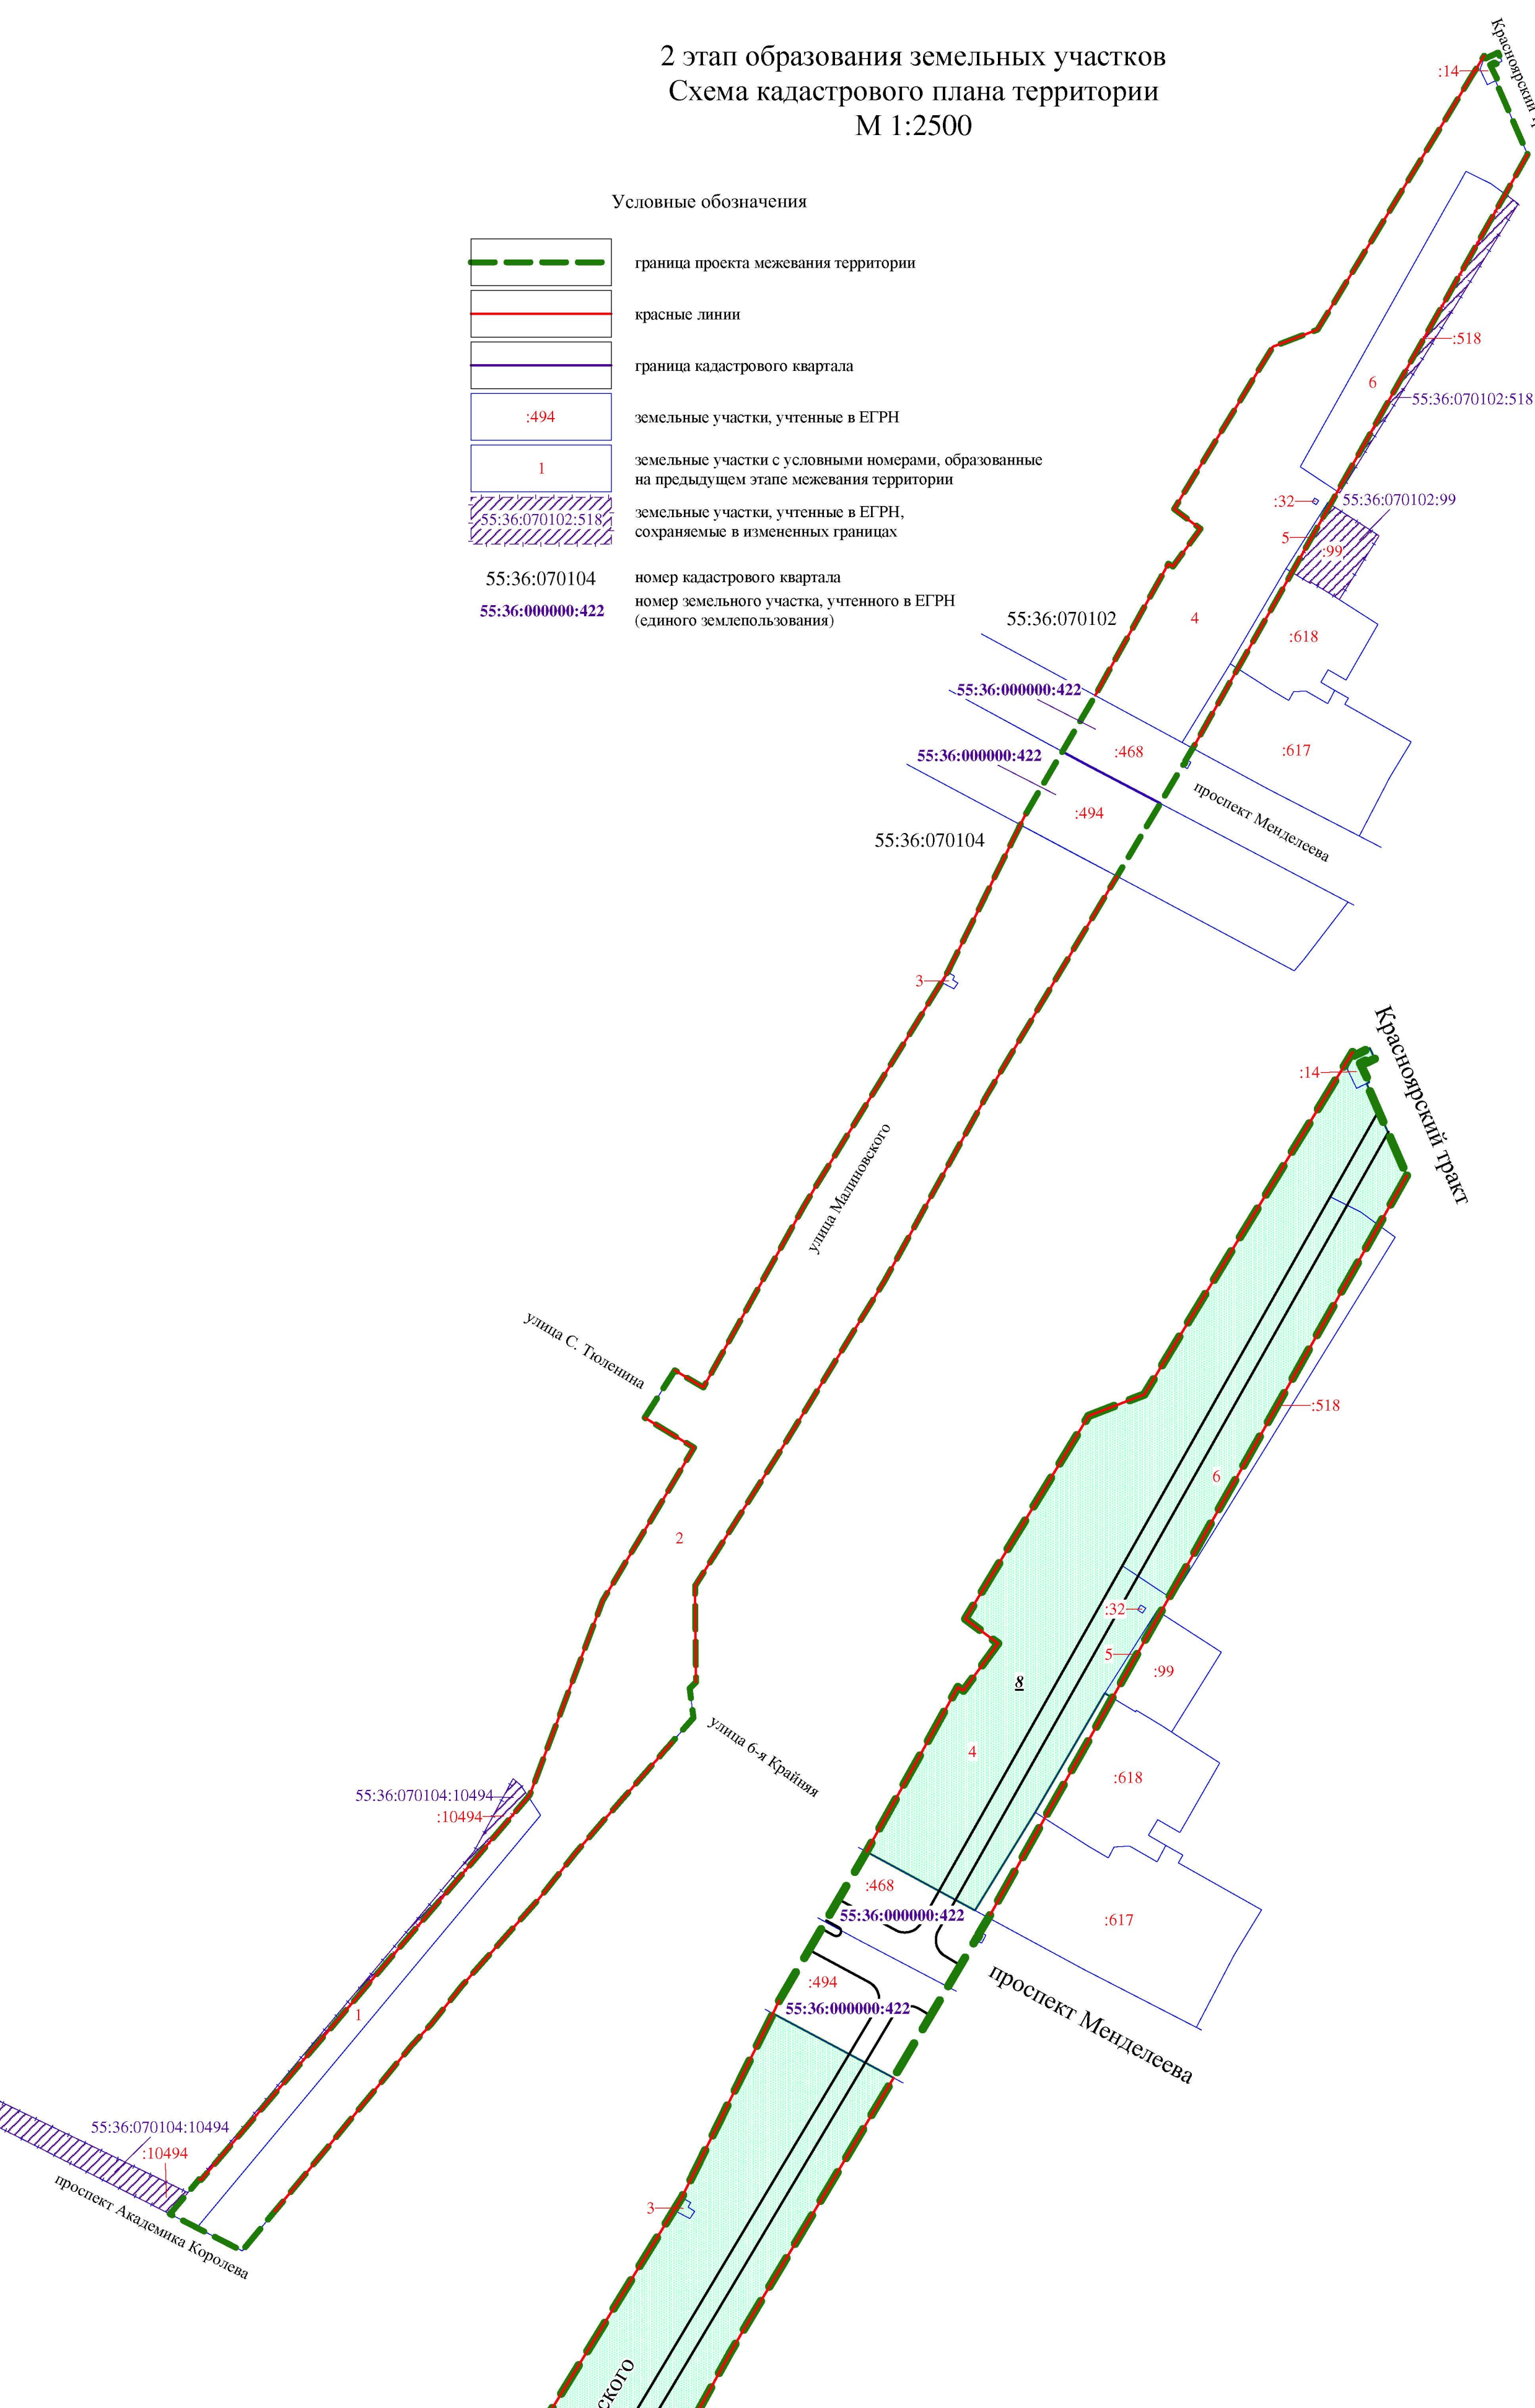 2 этап образования земельных участков
Схема кадастрового плана территории
М 1:2500
Условные обозначения
граница проекта межевания территории
красные линии
граница кадастрового квартала
:494
земельные участки, учтенные в ЕГРН
1
земельные участки с условными номерами, образованные
на предыдущем этапе межевания территории
55:36:070102:518
земельные участки, учтенные в ЕГРН,
сохраняемые в измененных границах
55:36:070104
номер кадастрового квартала
55:36:000000:422
номер земельного участка, учтенного в ЕГРН
(единого землепользования)
Красноярский
:14
:518
6
55:36:070102:518
:32
55:36:070102:99
5
:99
4
55:36:070102
:618
55:36:000000:422
:468
:617
55:36:000000:422
проспект Менделеева
:494
55:36:070104
3
улица Малиновского
улица С. Тюленина
2
улица 6-я Крайняя
55:36:070104:10494
:10494
1
55:36:070104:10494
:10494
проспект Академика Королева
Красноярский тракт
:14
:518
6
:32
5
:99
8
4
:618
:468
55:36:000000:422
:617
:494
55:36:000000:422
проспект Менделеева
3
ского